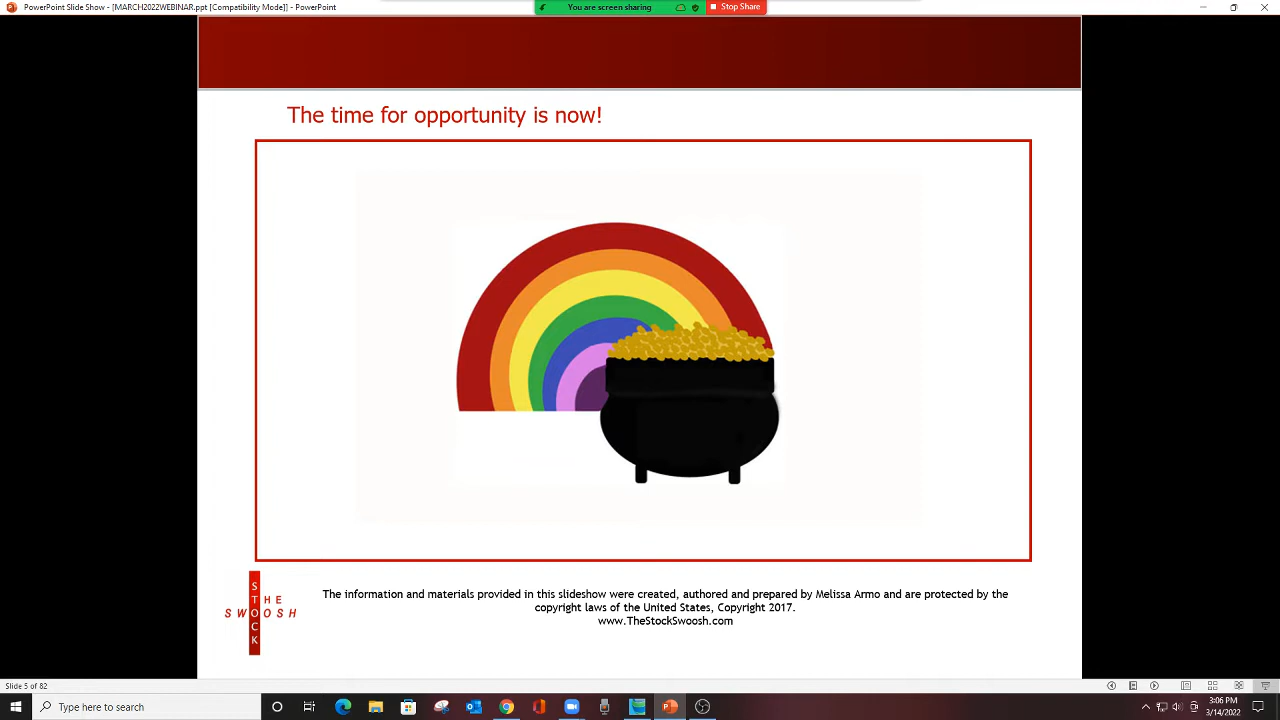 PowerPoint Slide Show - [MARCH2022WEBINAR.ppt [Compatibility Mode]] - PowerPoint
You are screen sharing
Stop Share
The time for opportunity is now!
STOCK
THE
SWOOSH
The information and materials provided in this slideshow were created, authored and prepared by Melissa Armo and are protected by the
copyright laws of the United States, Copyright 2017.
www.TheStockSwoosh.com
Slide 5 of 82
Type here to search
3:06 PM
3/14/2022